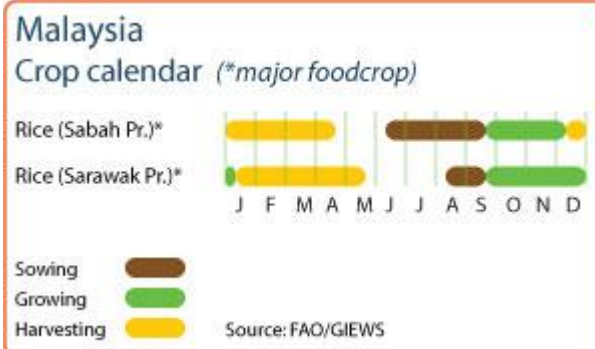 Malaysia
Crop calendar (*major foodcrop)
Rice (Sabah Pr.)*
Rice (Sarawak Pr.)*
J F M A M J J A S O N D
Sowing
Growing
Harvesting
Source: FAO/GIEWS